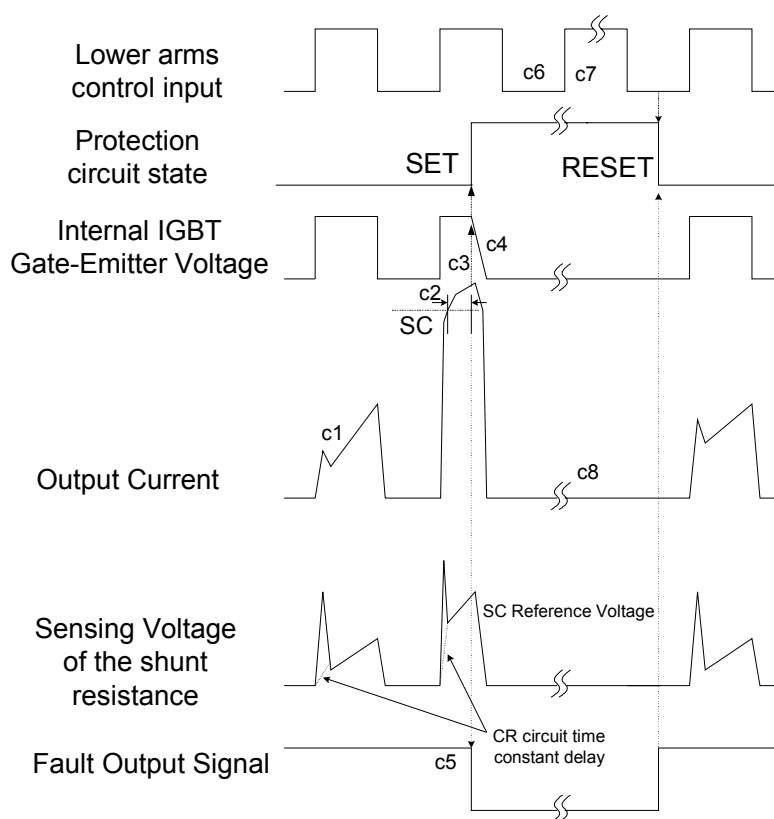 Lower arms
control input
c6
c7
Protection
circuit state
SET
RESET
Internal IGBT
Gate-Emitter Voltage
c4
c3
c2
SC
c1
Output Current
c8
SC Reference Voltage
Sensing Voltage
of the shunt
resistance
CR circuit time
constant delay
Fault Output Signal
c5